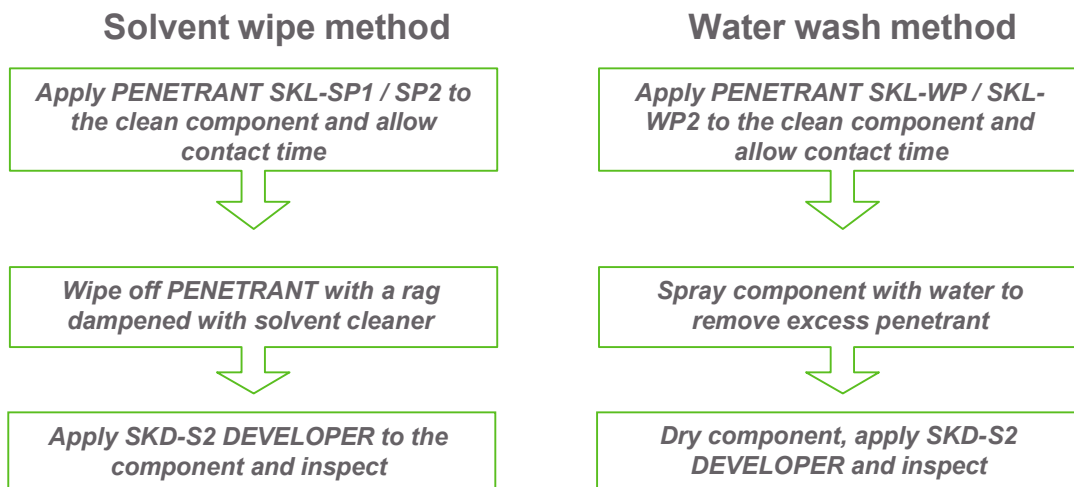 Solvent wipe method
Apply PENETRANT SKL-SP1 / SP2 to
the clean component and allow
contact time
Wipe off PENETRANT with a rag
dampened with solvent cleaner
Apply SKD-S2 DEVELOPER to the
component and inspect
Water wash method
Apply PENETRANT SKL-WP / SKL-
WP2 to the clean component and
allow contact time
Spray component with water to
remove excess penetrant
Dry component, apply SKD-S2
DEVELOPER and inspect